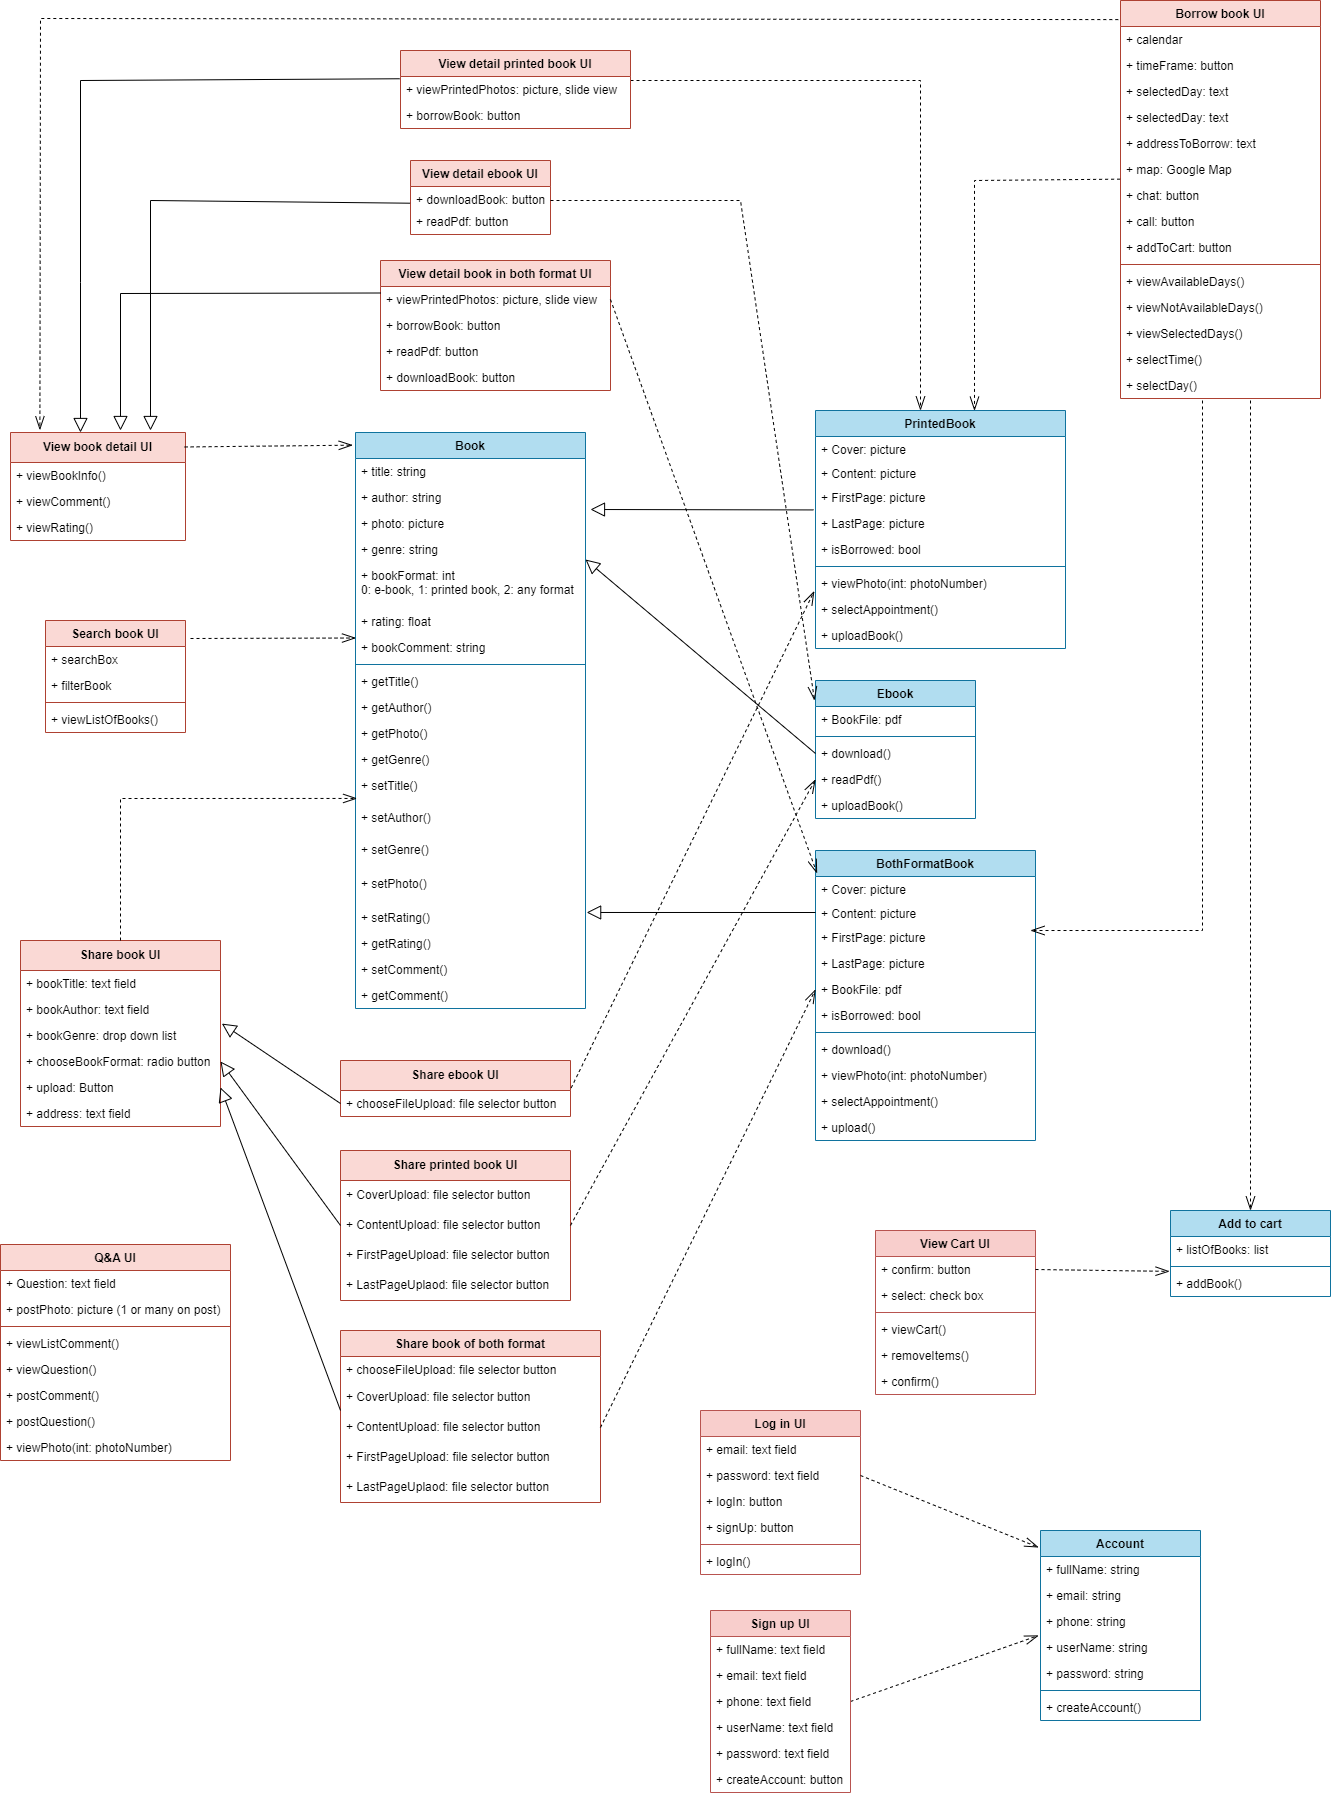 Borrow book UI
+ calendar
+ timeFrame: button
+ selectedDay: text
+ selectedDay: text
+ addressToBorrow: text
+ map: Google Map
+ chat: button
+ call: button
+ addToCart: button
+ viewAvailableDays()
+ viewNotAvailableDays()
+ viewSelectedDays()
+ selectTime()
+ selectDay()
View detail printed book UI
+ viewPrintedPhotos: picture, slide view
+ borrowBook: button
View detail ebook UI
+ downloadBook: button
+ readPdf: button
View detail book in both format UI
+ viewPrintedPhotos: picture, slide view
+ borrowBook: button
+ readPdf: button
+ downloadBook: button
View book detail UI
+ viewBookInfo()
+ viewComment()
+ viewRating()
Book
+ title: string
+ author: string
+ photo: picture
+ genre: string
+ bookFormat: int
0: e-book, 1: printed book, 2: any format
+ rating: float
+ bookComment: string
+ getTitle()
+ getAuthor()
+ getPhoto()
+ getGenre()
+ setTitle()
+ setAuthor()
+ setGenre()
+ setPhoto()
+ setRating()
+ getRating()
+ setComment()
+ getComment()
PrintedBook
+ Cover: picture
+ Content: picture
+ FirstPage: picture
+ LastPage: picture
+ isBorrowed: bool
+ viewPhoto(int: photoNumber)
+ selectAppointment()
+ uploadBook()
Search book UI
+ searchBox
+ filterBook
+ viewListOfBooks()
Ebook
+ BookFile: pdf
+ download()
+ readPdf()
+ uploadBook()
BothFormatBook
+ Cover: picture
+ Content: picture
+ FirstPage: picture
+ LastPage: picture
+ BookFile: pdf
+ isBorrowed: bool
+ download()
+ viewPhoto(int: photoNumber)
+ selectAppointment()
+ upload()
Share book UI
+ bookTitle: text field
+ bookAuthor: text field
+ bookGenre: drop down list
+ chooseBookFormat: radio button
+ upload: Button
+ address: text field
Share ebook UI
+ chooseFileUpload: file selector button
Share printed book UI
+ CoverUpload: file selector button
+ ContentUpload: file selector button
+ FirstPageUpload: file selector button
+ LastPageUplaod: file selector button
Q&A UI
+ Question: text field
+ postPhoto: picture (1 or many on post)
+ viewListComment()
+ viewQuestion()
+ postComment()
+ postQuestion()
+ viewPhoto(int: photoNumber)
Share book of both format
+ chooseFileUpload: file selector button
+ CoverUpload: file selector button
+ ContentUpload: file selector button
+ FirstPageUpload: file selector button
+ LastPageUplaod: file selector button
View Cart UI
+ confirm: button
+ select: check box
+ viewCart()
+ removeItems()
+ confirm()
Add to cart
+ listOfBooks: list
+ addBook()
Log in UI
+ email: text field
+ password: text field
+ logIn: button
+ signUp: button
+ logIn()
Account
+ fullName: string
+ email: string
+ phone: string
+ userName: string
+ password: string
+ createAccount()
Sign up UI
+ fullName: text field
+ email: text field
+ phone: text field
+ userName: text field
+ password: text field
+ createAccount: button